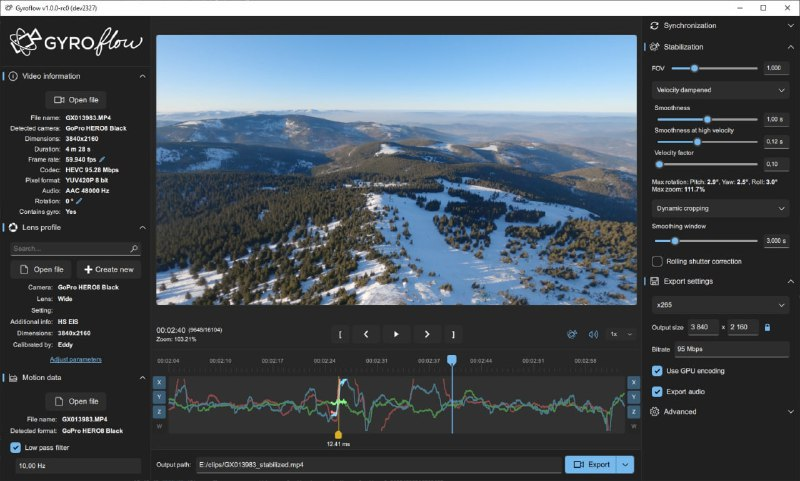 Gyroflow v1.0.0-rc0 (dev2327)
GYROflow
Video information
Open file
File name: GX013983.MP4
Detected camera: GoPro HERO6 Black
Dimensions: 3840x2160
Duration: 4 m 28 s
Frame rate: 59.940 fps
Codec: HEVC 95.28 Mbps
Pixel format: YUV420P 8 bit
Audio: AAC 48000 Hz
Rotation: 0 °
Contains gyro: Yes
Lens profile
Search...
Open file
Create new
Camera: GoPro HERO6 Black
Lens: Wide
Setting:
Additional info: HS EIS
Dimensions: 3840x2160
Calibrated by: Eddy
Adjust parameters
Motion data
Open file
File name: GX013983.MP4
Detected format: GoPro HERO6 Black
Low pass filter
10,00 Hz
00:02:40 (9645/16104)
Zoom: 103.21%
[
]
1x
00:02:04 00:02:11 00:02:17 00:02:24 00:02:31 00:02:37 00:02:44 00:02:51 00:02:58
X
Y
Z
W
X
Y
Z
W
12.41 ms
Output path: E:/clips/GX013983_stabilized.mp4
Export
Synchronization
Stabilization
FOV 1,000
Velocity dampened
Smoothness
1,00 s
Smoothness at high velocity
0,12 s
Velocity factor
0,10
Max rotation: Pitch: 2.9°, Yaw: 2.5°, Roll: 3.0°
Max zoom: 111.7%
Dynamic cropping
Smoothing window
3,000 s
Rolling shutter correction
Export settings
x265
Output size 3 840 x 2 160
Bitrate 95 Mbps
Use GPU encoding
Export audio
Advanced